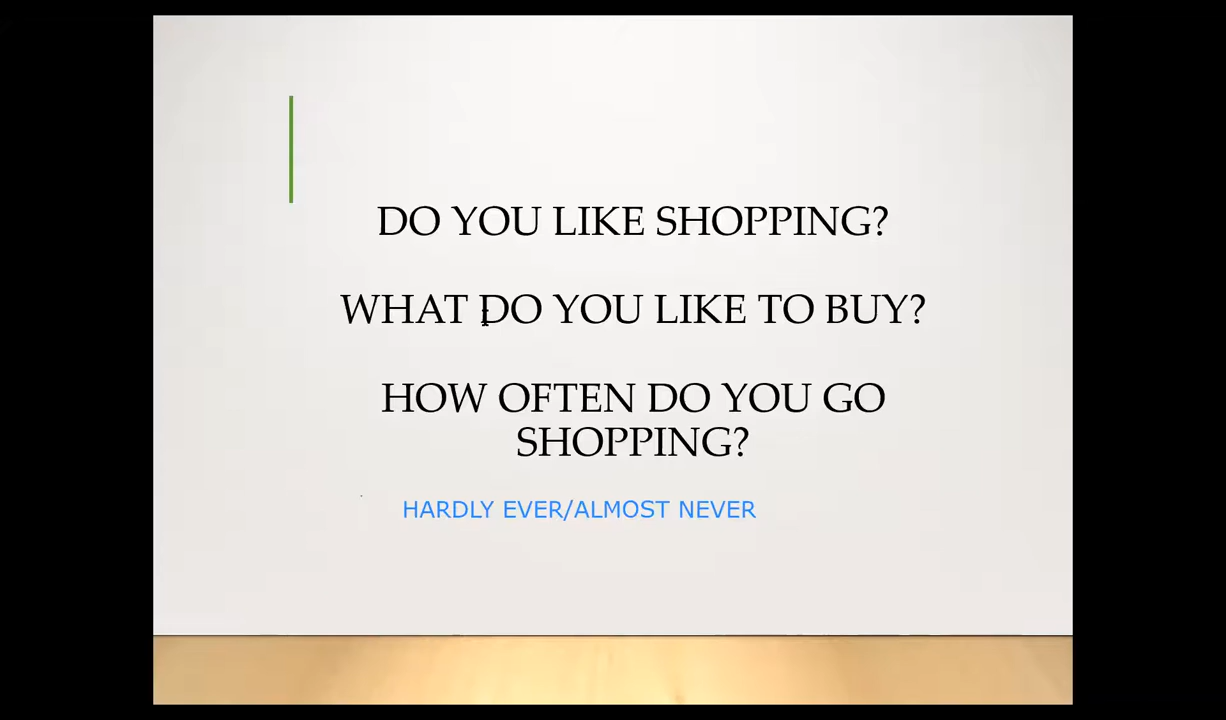 DO YOU LIKE SHOPPING?
WHAT DO YOU LIKE TO BUY?
HOW OFTEN DO YOU GO
SHOPPING?
HARDLY EVER/ALMOST NEVER